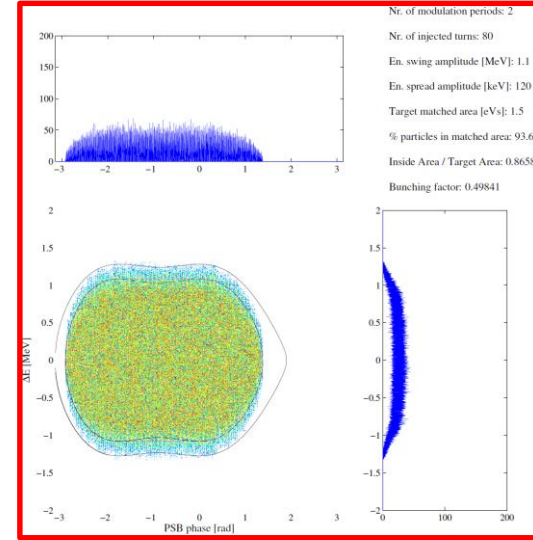 Nr. of modulation periods: 2
200
Nr. of injected turns: 80
150
En. swing amplitude [MeV]: 1.1
100
En. spread amplitude [keV]: 120
50
Target matched area [eVs]: 1.5
0
% particles in matched area: 93.6
−3 −2 −1 0 1 2 3
Inside Area / Target Area: 0.8658
Bunching factor: 0.49841
2
1.5
1
0.5
0
−0.5
−1
−1.5
−2
ΔE [MeV]
−3 −2 −1 0 1 2 3
PSB phase [rad]
2
1.5
1
0.5
0
−0.5
−1
−1.5
−2
0 100 200